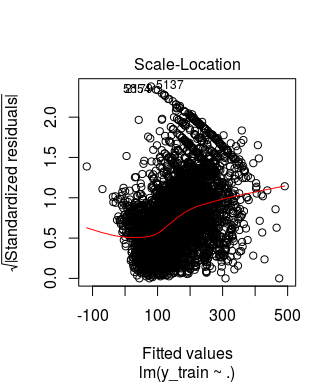 Scale-Location
5137
√|Standardized residuals|
0.0 0.5 1.0 1.5 2.0
-100 100 300 500
Fitted values
lm(y_train ~ .)